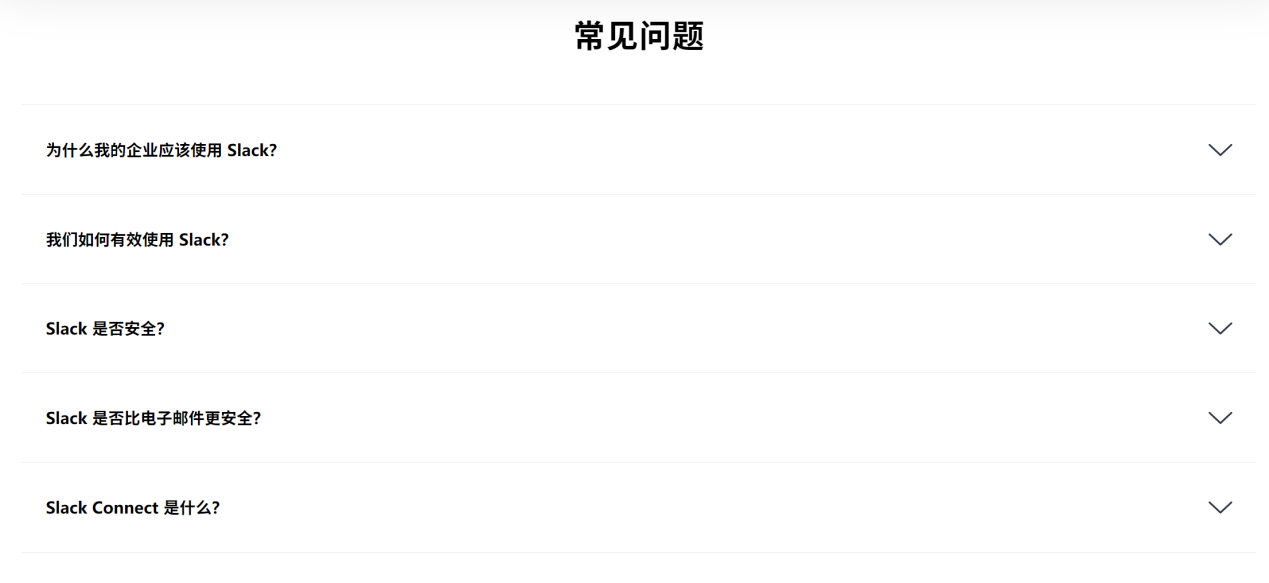 常见问题
为什么我的企业应该使用 Slack?
我们如何有效使用 Slack?
Slack 是否安全?
Slack 是否比电子邮件更安全?
Slack Connect 是什么?